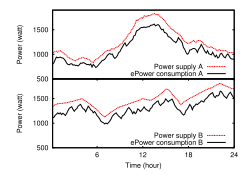 1500
1000
500
Power (watt)
Power supply A
ePower consumption A
1500
1000
500
Power (watt)
Power supply B
ePower consumption B
6 12 18 24
Time (hour)